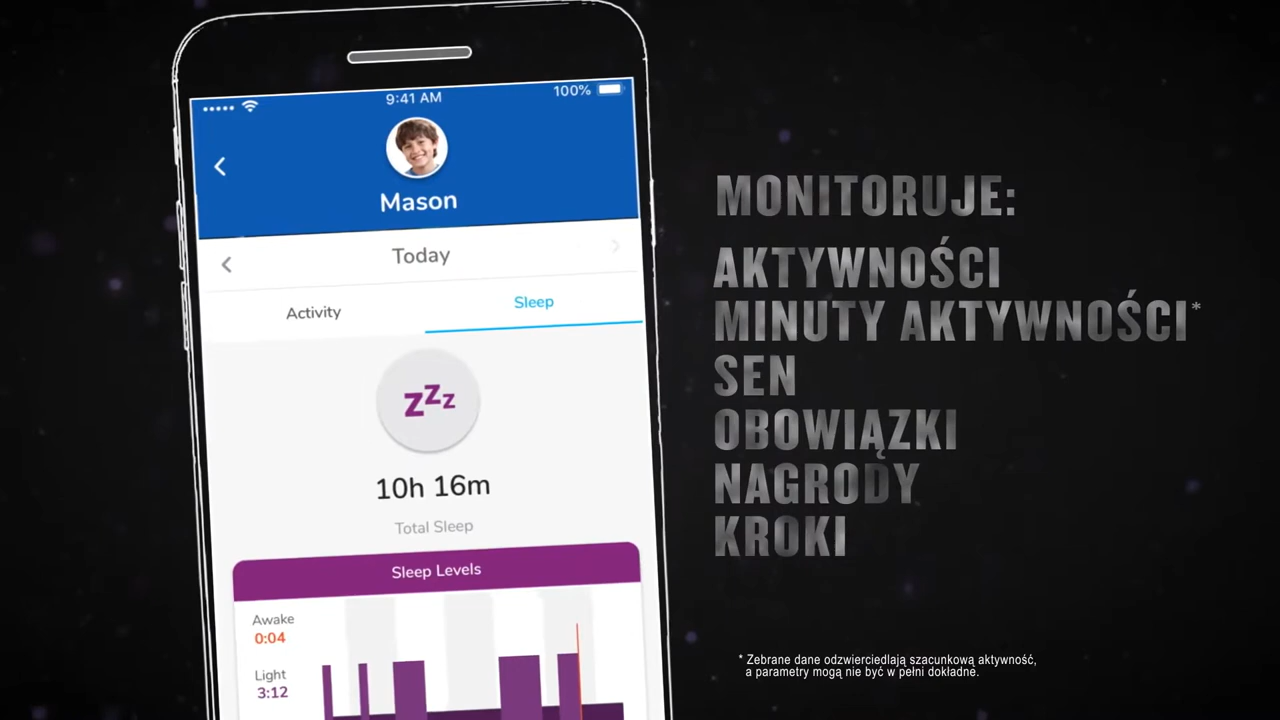 9:41 AM
100%
Mason
Today
Activity
Sleep
zzz
10h 16m
Total Sleep
Sleep Levels
Awake
0:04
Light
3:12
MONITORUJE:
AKTYWNOŚCI
MINUTY AKTYWNOŚCI*
SEN
OBOWIĄZKI
NAGRODY
KROKI
* Zebrane dane odzwierciedlają szacunkową aktywność,
a parametry mogą nie być w pełni dokładne.